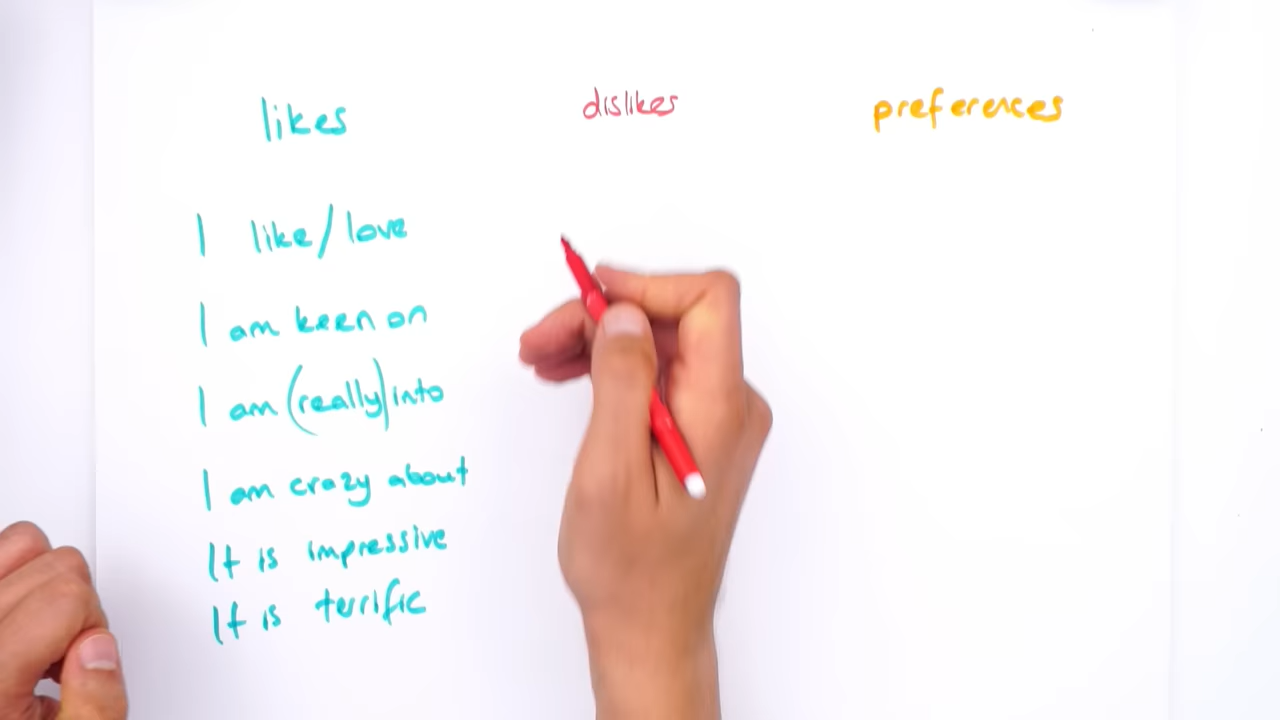 likes dislikes preferences
I like/love
I am keen on
I am (really) into
I am crazy about
It is impressive
It is terrific